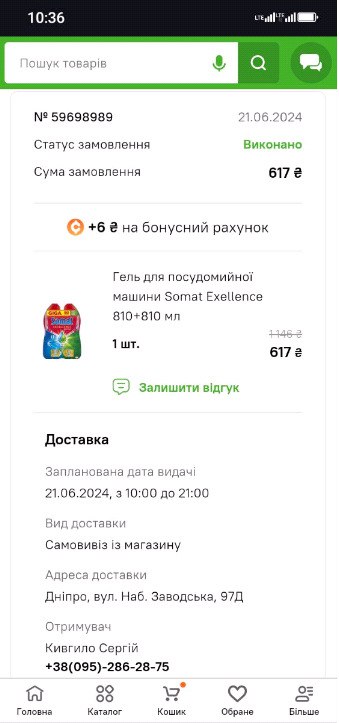 10:36
LTE LTE
Пошук товарів
№ 59698989 21.06.2024
Статус замовлення Виконано
Сума замовлення 617 ₴
+6 ₴ на бонусний рахунок
Гель для посудомийної
машини Somat Exellence
810+810 мл
1 146 ₴
1 шт. 617 ₴
Залишити відгук
Доставка
Запланована дата видачі
21.06.2024, з 10:00 до 21:00
Вид доставки
Самовивіз із магазину
Адреса доставки
Дніпро, вул. Наб. Заводська, 97Д
Отримувач
Кивгило Сергій
+38(095)-286-28-75
Головна Каталог Кошик Обране Більше